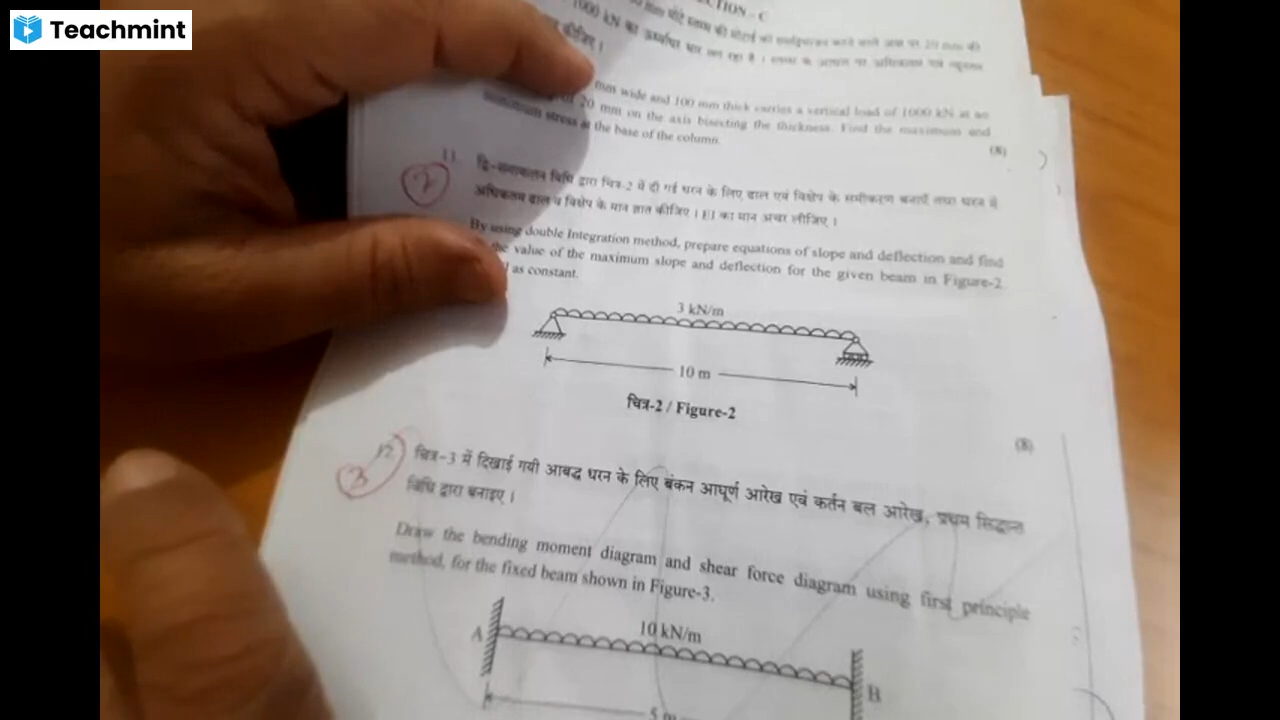 Teachmint
CTION - C
1000 kN का
mm wide and 100 mm thick carries a vertical load of 1000 kN at an
20 mm on the axis bisecting the thickness. Find the maximum and
minimum stress at the base of the column.
(8)
11. द्वि-समाकलन विधि द्वारा चित्र-2 में दी गई धरन के लिए ढाल एवं विक्षेप के समीकरण बनाएँ तथा धरन में
2
अधिकतम ढाल व विक्षेप के मान ज्ञात कीजिए । EI का मान अचर लीजिए ।
By using double Integration method, prepare equations of slope and deflection and find
the value of the maximum slope and deflection for the given beam in Figure-2.
as constant.
3 kN/m
10 m
चित्र-2 / Figure-2
(8)
12. चित्र-3 में दिखाई गयी आबद्ध धरन के लिए बंकन आघूर्ण आरेख एवं कर्तन बल आरेख, प्रथम सिद्धान्त
3
विधि द्वारा बनाइए ।
Draw the bending moment diagram and shear force diagram using first principle
method, for the fixed beam shown in Figure-3.
10 kN/m
A
B
5 m